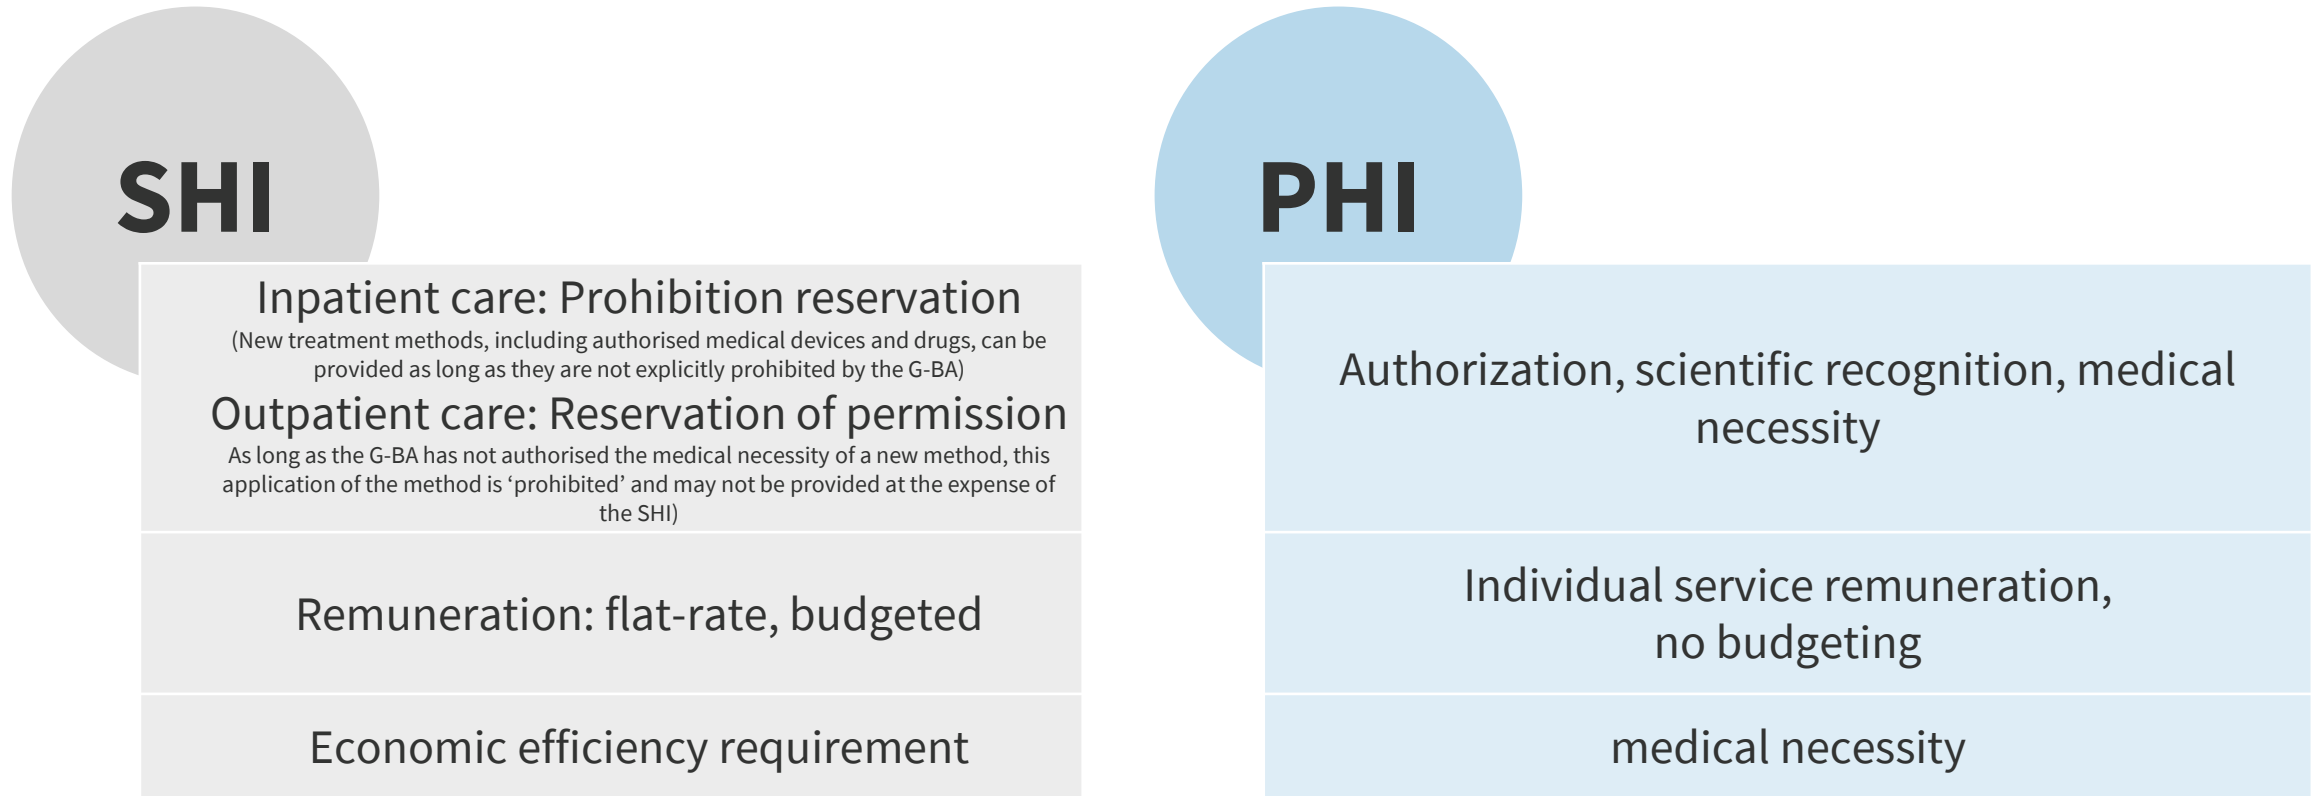 SHI
Inpatient care: Prohibition reservation
(New treatment methods, including authorised medical devices and drugs, can be
provided as long as they are not explicitly prohibited by the G-BA)
Outpatient care: Reservation of permission
As long as the G-BA has not authorised the medical necessity of a new method, this
application of the method is ‘prohibited’ and may not be provided at the expense of
the SHI)
Remuneration: flat-rate, budgeted
Economic efficiency requirement
PHI
Authorization, scientific recognition, medical
necessity
Individual service remuneration,
no budgeting
medical necessity